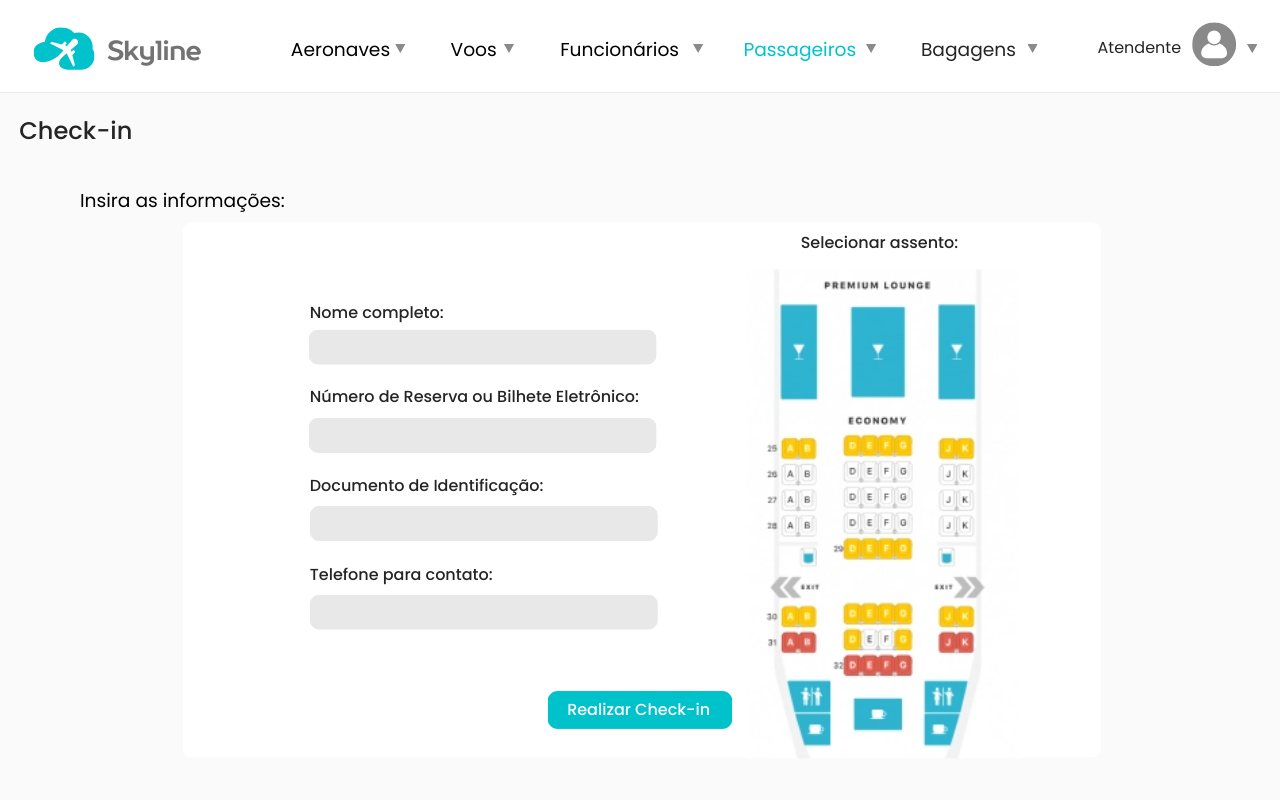 Skyline
Aeronaves
Voos
Funcionários
Passageiros
Bagagens
Atendente
Check-in
Insira as informações:
Nome completo:
Número de Reserva ou Bilhete Eletrônico:
Documento de Identificação:
Telefone para contato:
Realizar Check-in
Selecionar assento:
PREMIUM LOUNGE
ECONOMY
25 A B D E F G J K
26 A B D E F G J K
27 A B D E F G J K
28 A B D E F G J K
29 D E F G
EXIT EXIT
30 A B D E F G J K
31 A B D E F G J K
32 D E F G